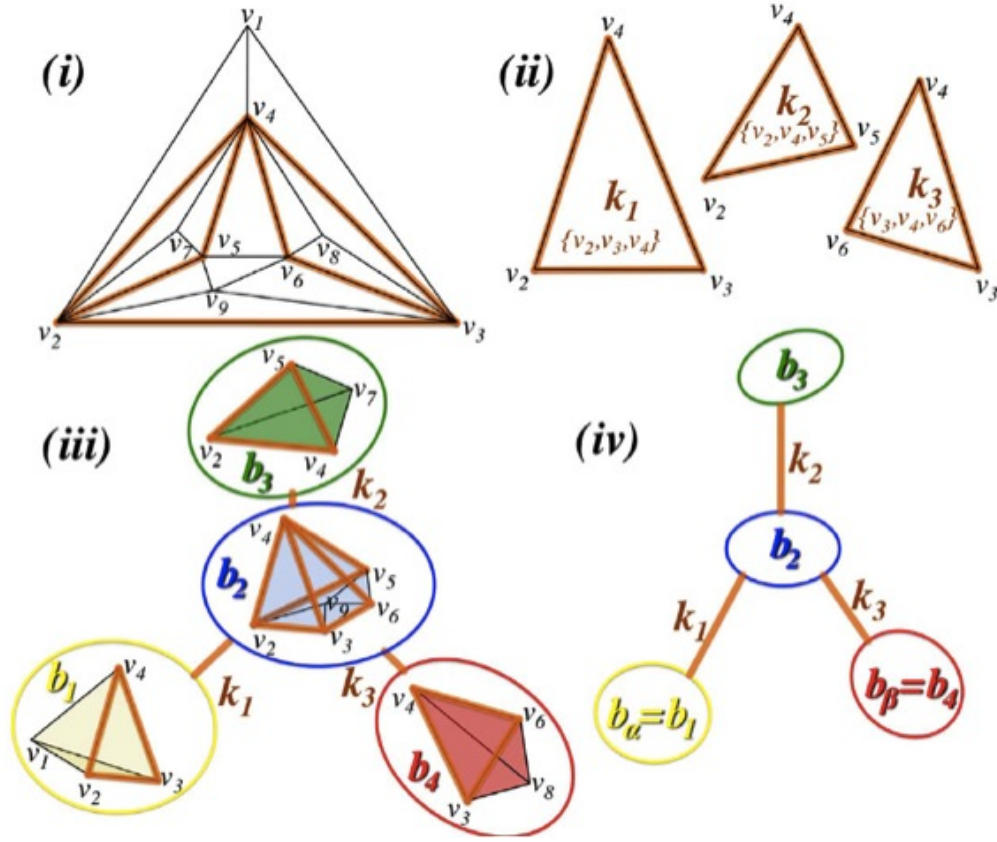 (i)
v1
v4
v7
v5
v8
v6
v9
v2
v3
(ii)
v4
k1
{v2,v3,v4}
v2
v3
v4
k2
{v2,v4,v5}
v5
v2
v4
k3
{v3,v4,v6}
v6
v3
(iii)
v5
v7
v2
v4
b3
k2
v4
b2
v5
v9
v6
v2
v3
k1
k3
b1
v4
v1
v2
v3
v4
v6
b4
v8
v3
(iv)
b3
k2
b2
k1
k3
bα=b1
bβ=b4